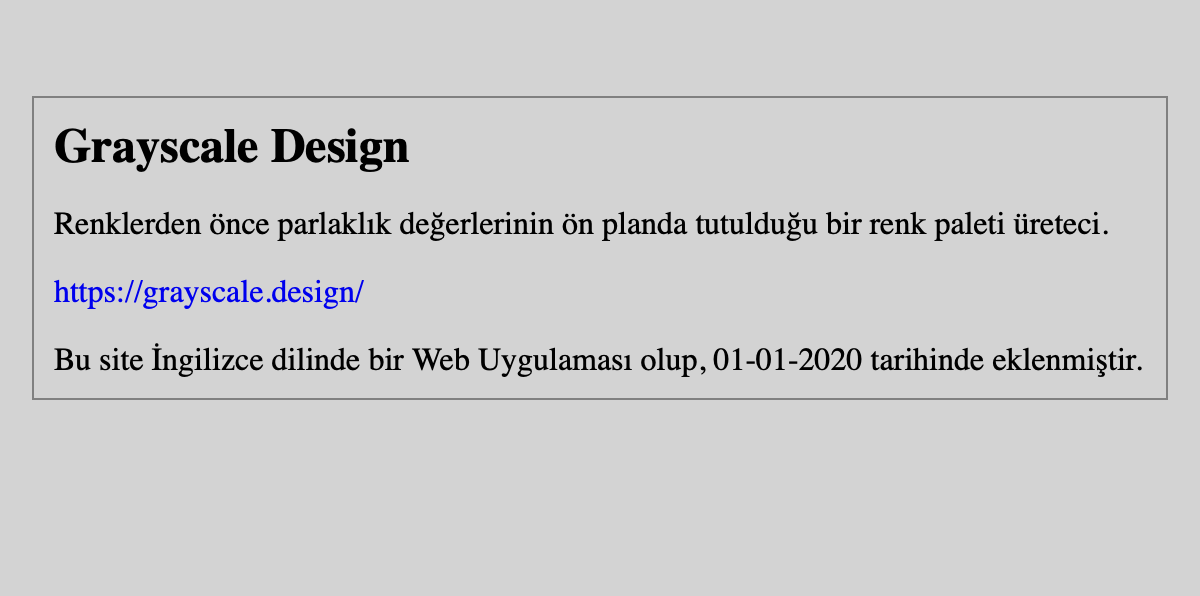 Grayscale Design
Renklerden önce parlaklık değerlerinin ön planda tutulduğu bir renk paleti üreteci.
https://grayscale.design/
Bu site İngilizce dilinde bir Web Uygulaması olup, 01-01-2020 tarihinde eklenmiştir.